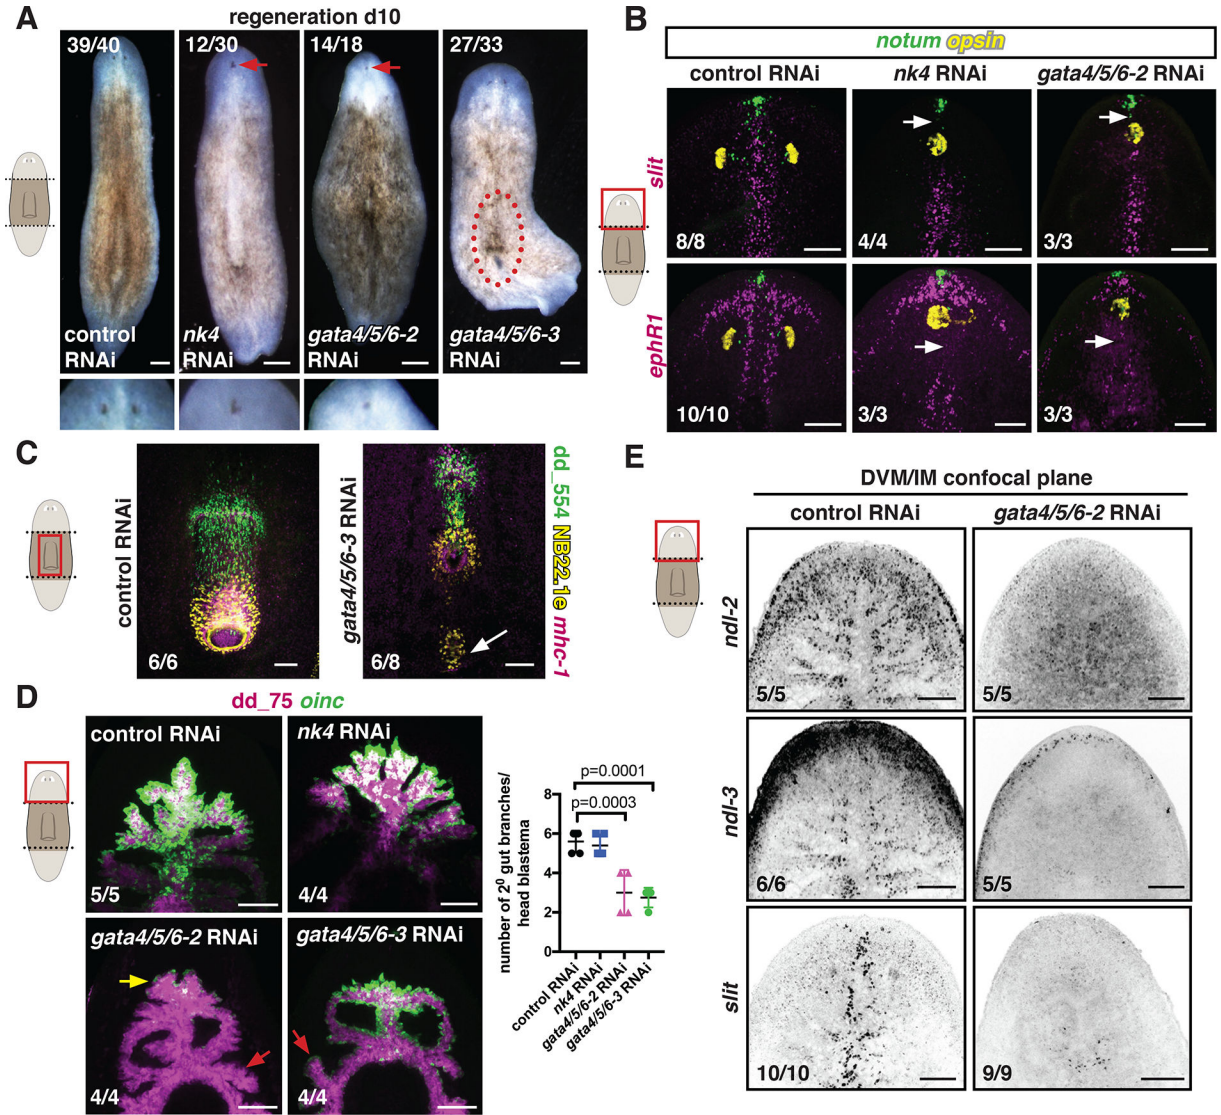 A
regeneration d10
39/40
12/30
14/18
27/33
control
RNAi
nk4
RNAi
gata4/5/6-2
RNAi
gata4/5/6-3
RNAi
B
notum opsin
control RNAi
nk4 RNAi
gata4/5/6-2 RNAi
slit
8/8
4/4
3/3
ephR1
10/10
3/3
3/3
C
control RNAi
6/6
gata4/5/6-3 RNAi
6/8
dd_554 NB22.1e mhc-1
D
dd_75 oinc
control RNAi
5/5
nk4 RNAi
4/4
gata4/5/6-2 RNAi
4/4
gata4/5/6-3 RNAi
4/4
number of 2⁰ gut branches/
head blastema
8
6
4
2
0
p=0.0001
p=0.0003
control RNAi
nk4 RNAi
gata4/5/6-2 RNAi
gata4/5/6-3 RNAi
E
DVM/IM confocal plane
control RNAi
gata4/5/6-2 RNAi
ndl-2
5/5
5/5
ndl-3
6/6
5/5
slit
10/10
9/9